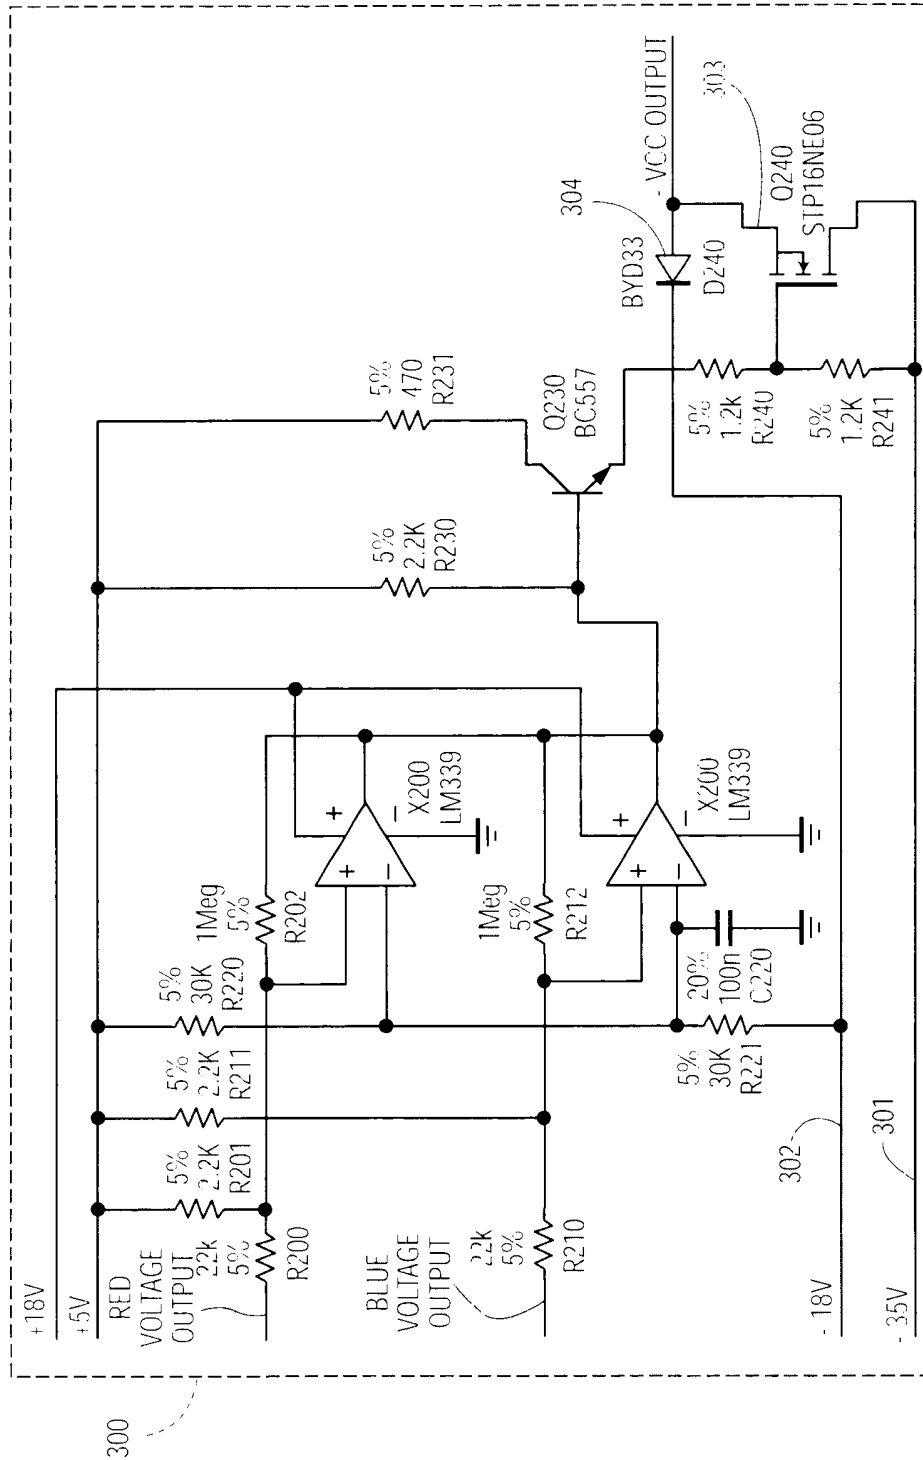 300
+18V
+5V
RED
VOLTAGE
OUTPUT
22k
5%
R200
5%
2.2K
R201
5%
2.2K
R211
5%
30K
R220
1Meg
5%
R202
+
+
-
-
X200
LM339
BLUE
VOLTAGE
OUTPUT
22k
5%
R210
1Meg
5%
R212
+
+
-
-
X200
LM339
20%
100n
C220
5%
30K
R221
5%
2.2K
R230
5%
470
R231
Q230
BC557
304
BYD33
D240
- VCC OUTPUT
303
Q240
STP16NE06
5%
1.2k
R240
5%
1.2K
R241
302
- 18V
301
- 35V